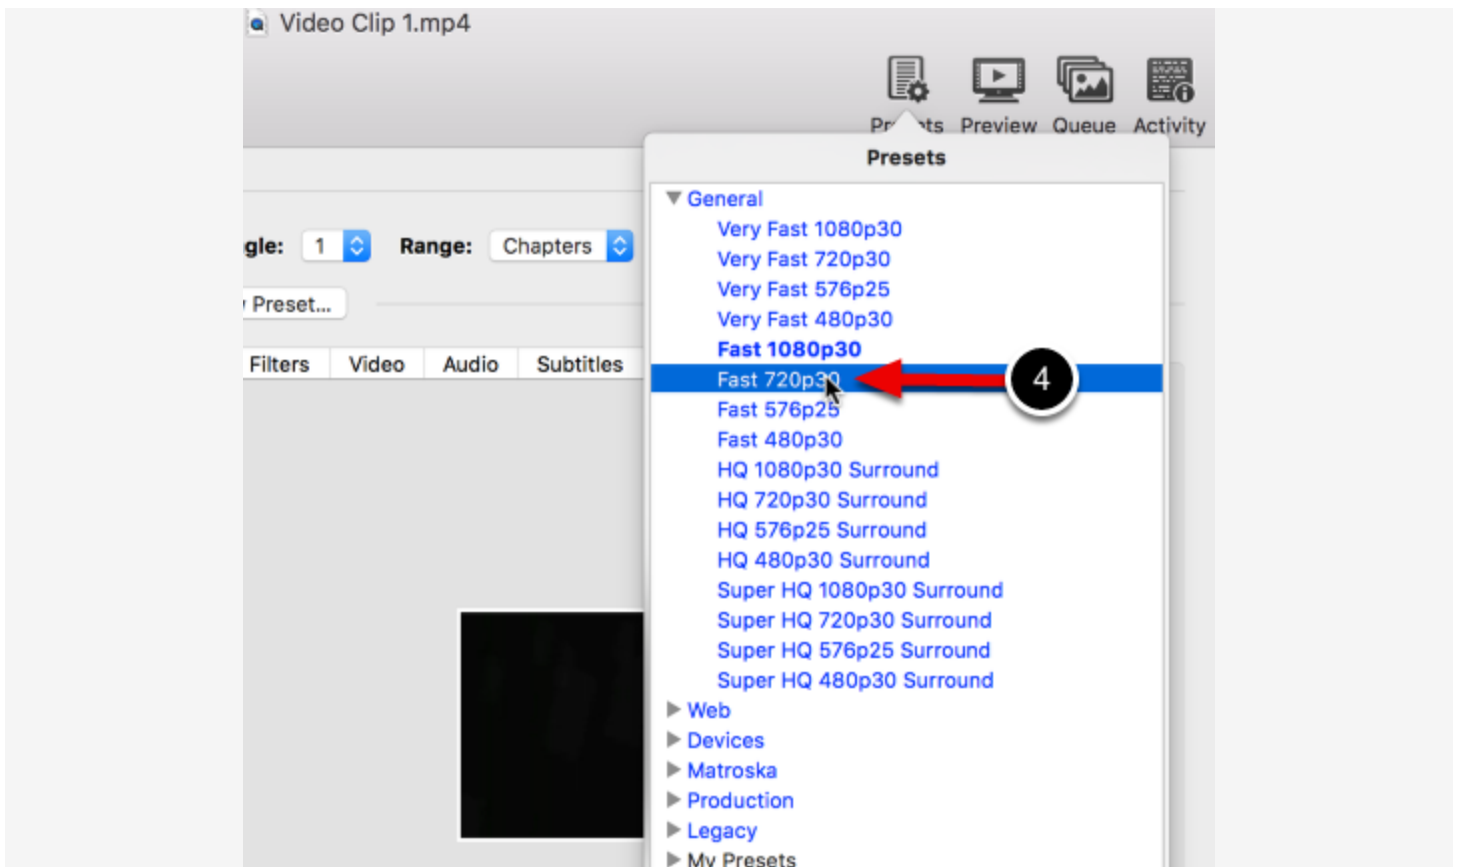 Video Clip 1.mp4
Presets Preview Queue Activity
Presets
General
Very Fast 1080p30
gle: 1 Range: Chapters
Very Fast 720p30
Very Fast 576p25
Preset...
Very Fast 480p30
Fast 1080p30
Filters Video Audio Subtitles
Fast 720p30
4
Fast 576p25
Fast 480p30
HQ 1080p30 Surround
HQ 720p30 Surround
HQ 576p25 Surround
HQ 480p30 Surround
Super HQ 1080p30 Surround
Super HQ 720p30 Surround
Super HQ 576p25 Surround
Super HQ 480p30 Surround
Web
Devices
Matroska
Production
Legacy
My Presets